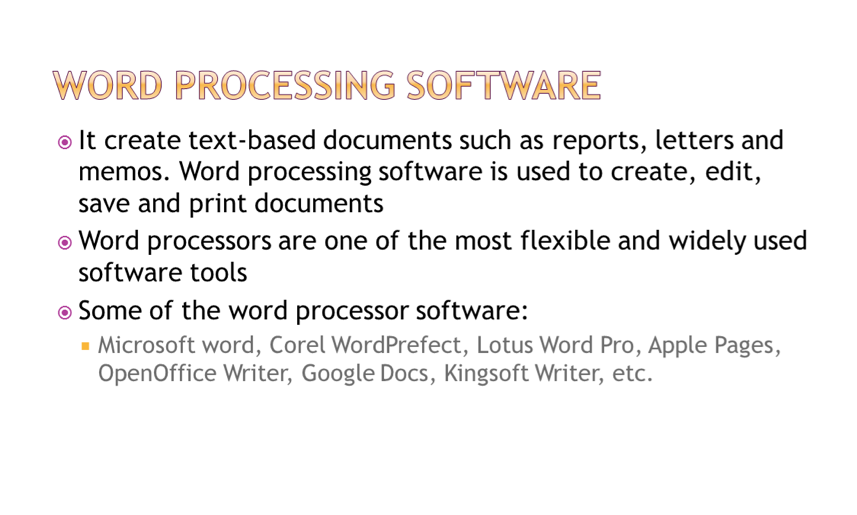 WORD PROCESSING SOFTWARE
It create text-based documents such as reports, letters and
memos. Word processing software is used to create, edit,
save and print documents
Word processors are one of the most flexible and widely used
software tools
Some of the word processor software:
Microsoft word, Corel WordPrefect, Lotus Word Pro, Apple Pages,
OpenOffice Writer, Google Docs, Kingsoft Writer, etc.